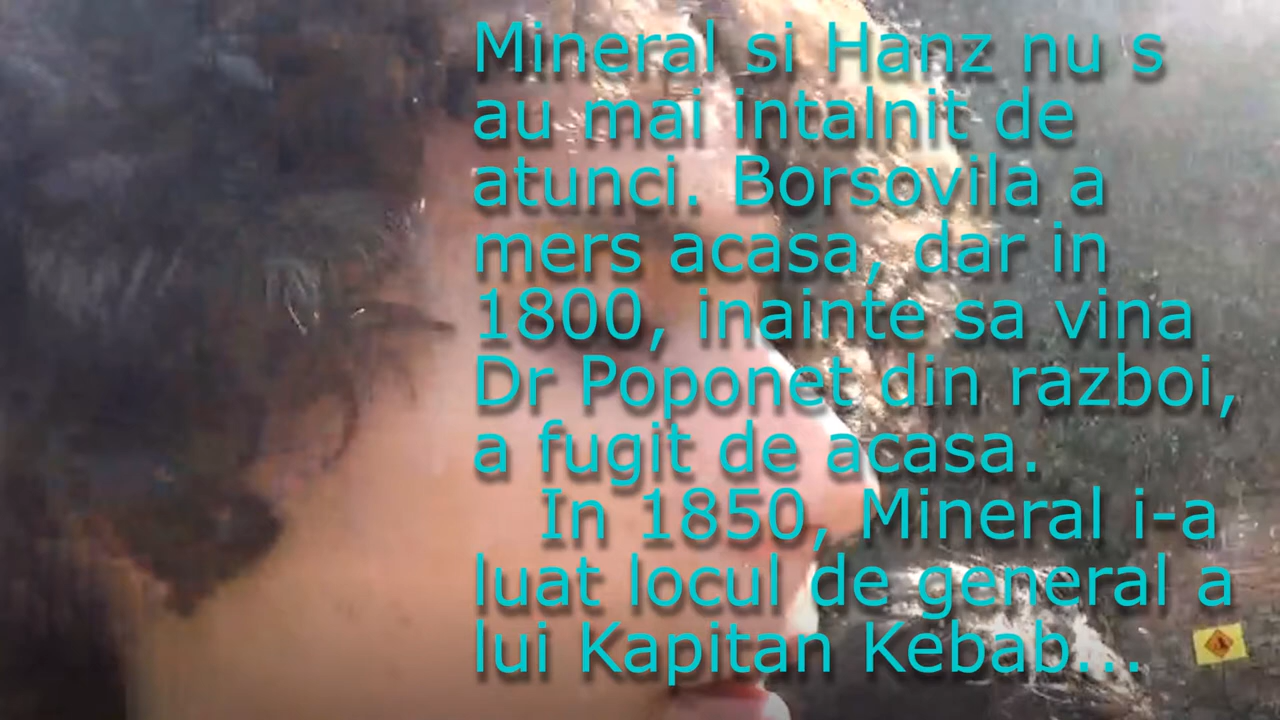 Mineral si Hanz nu s
au mai intalnit de
atunci. Borsovila a
mers acasa, dar in
1800, inainte sa vina
Dr Poponet din razboi,
a fugit de acasa.
In 1850, Mineral i-a
luat locul de general a
lui Kapitan Kebab...